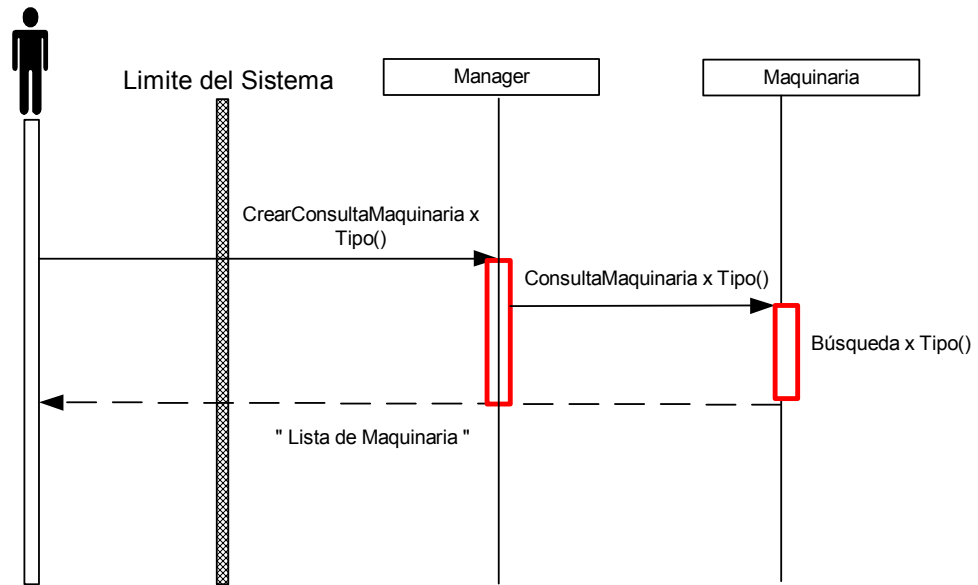 Limite del Sistema
Manager
Maquinaria
CrearConsultaMaquinaria x
Tipo()
ConsultaMaquinaria x Tipo()
Búsqueda x Tipo()
" Lista de Maquinaria "